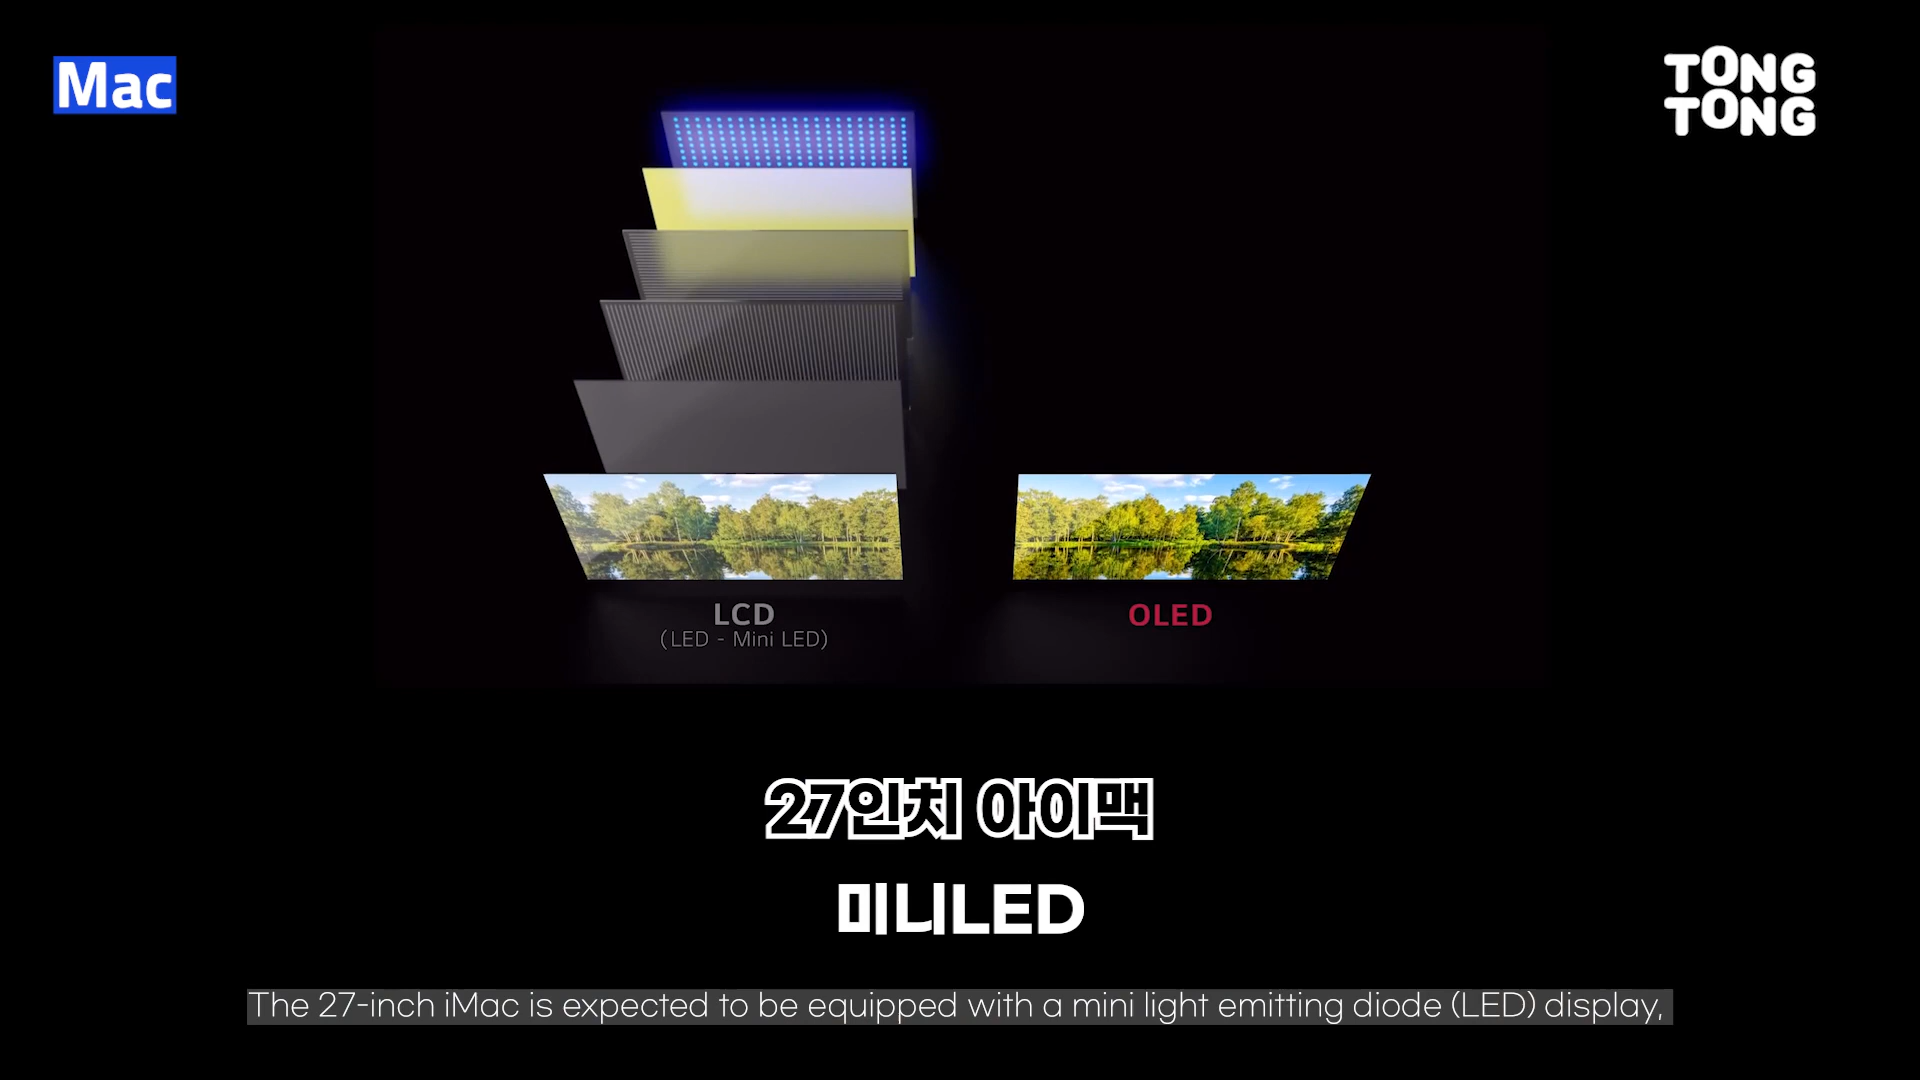 Mac
TONG
TONG
LCD
(LED - Mini LED)
OLED
27인치 아이맥
미니LED
The 27-inch iMac is expected to be equipped with a mini light emitting diode (LED) display,